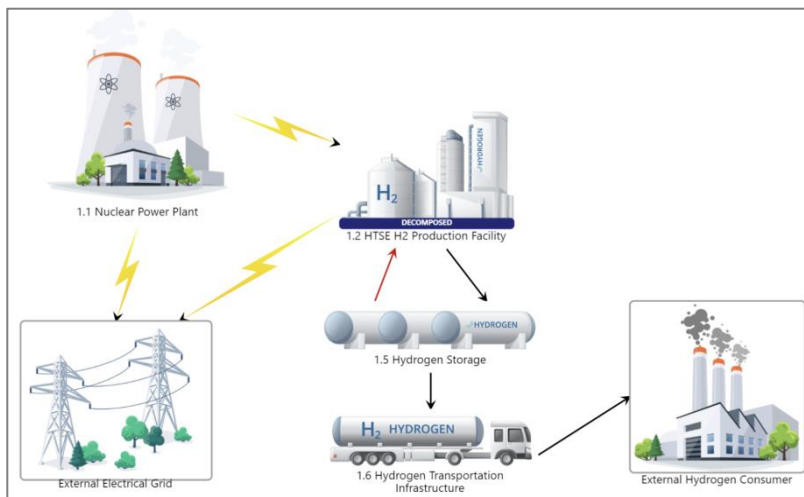 HYDROGEN
H2
DECOMPOSED
1.1 Nuclear Power Plant
1.2 HTSE H2 Production Facility
HYDROGEN
1.5 Hydrogen Storage
H2 HYDROGEN
1.6 Hydrogen Transportation
Infrastructure
External Electrical Grid
External Hydrogen Consumer